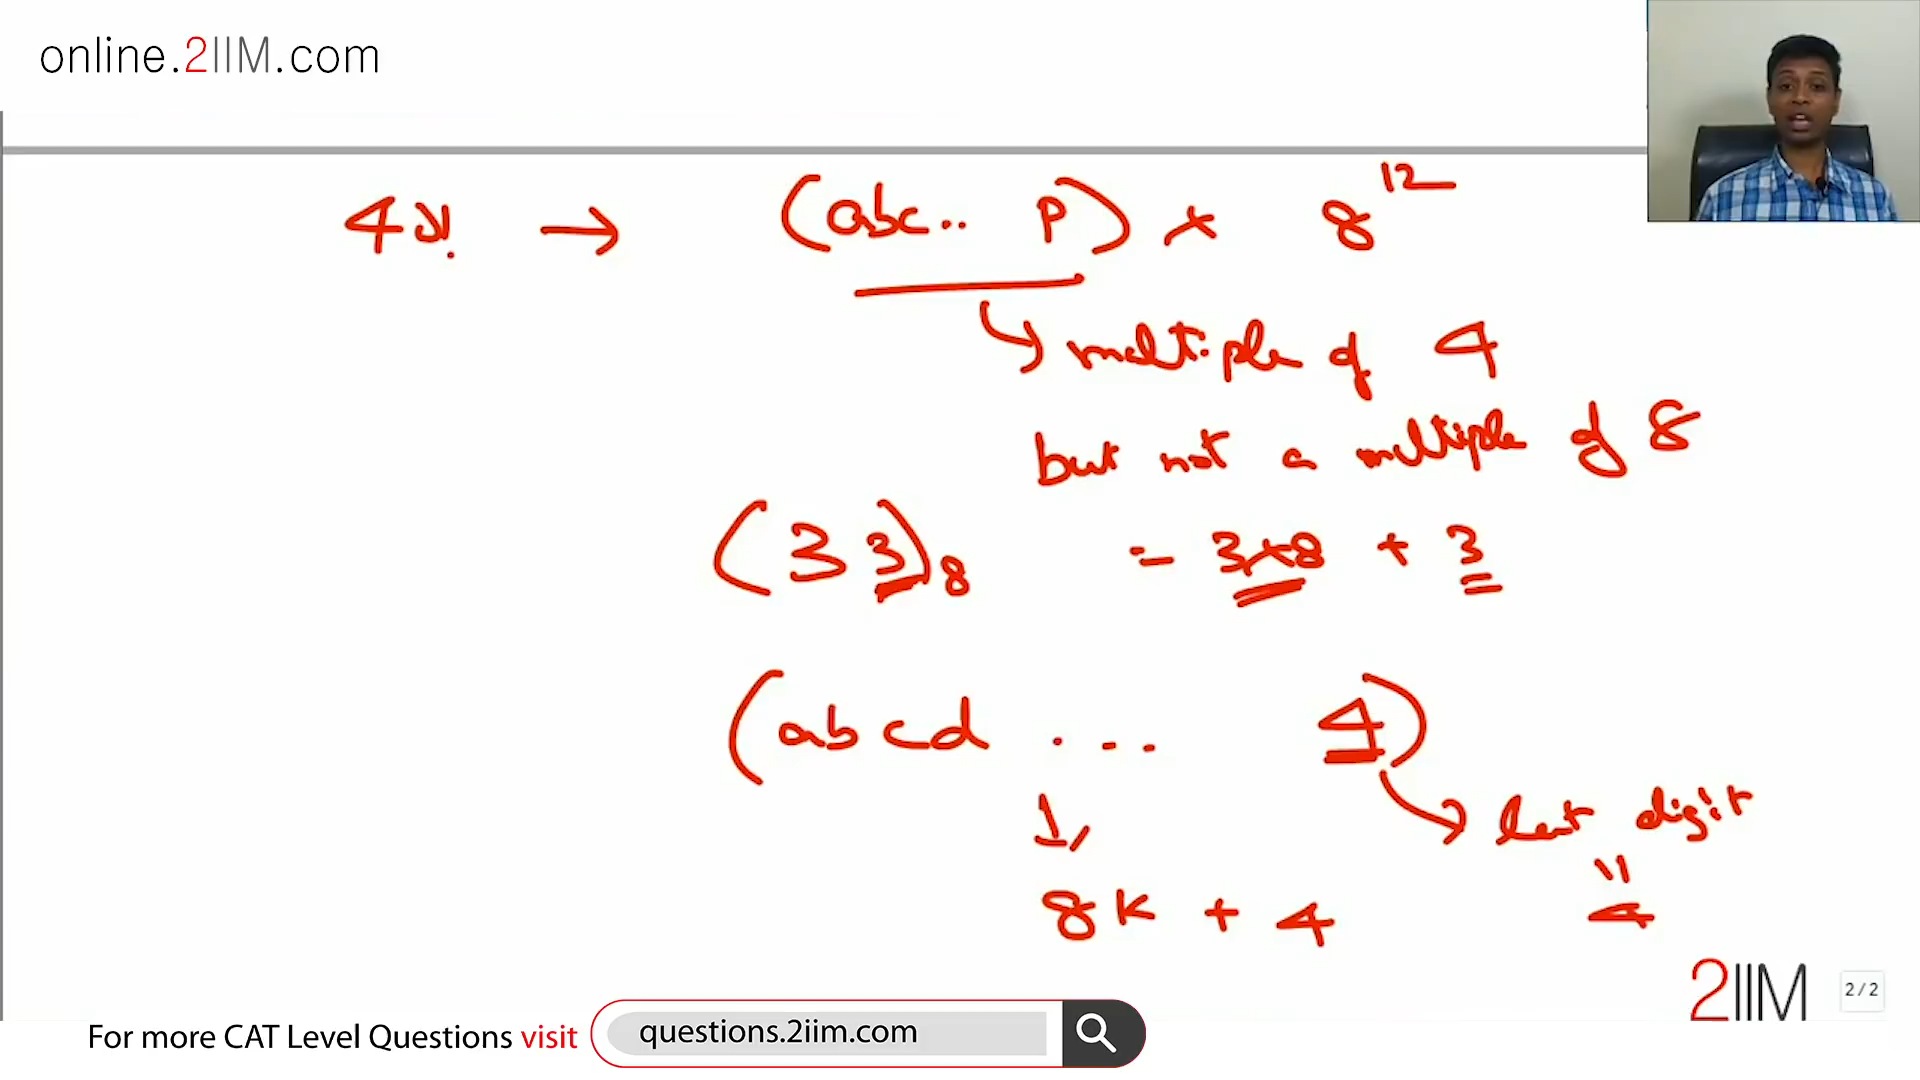 online.2IIM.com
4x! → (abc.. P) × 8^12
multiple of 4
but not a multiple of 8
(33)8 = 3×8 + 3
(abcd ... 4)
last digit
8K + 4
= 4
2IIM 2/2
For more CAT Level Questions visit questions.2iim.com